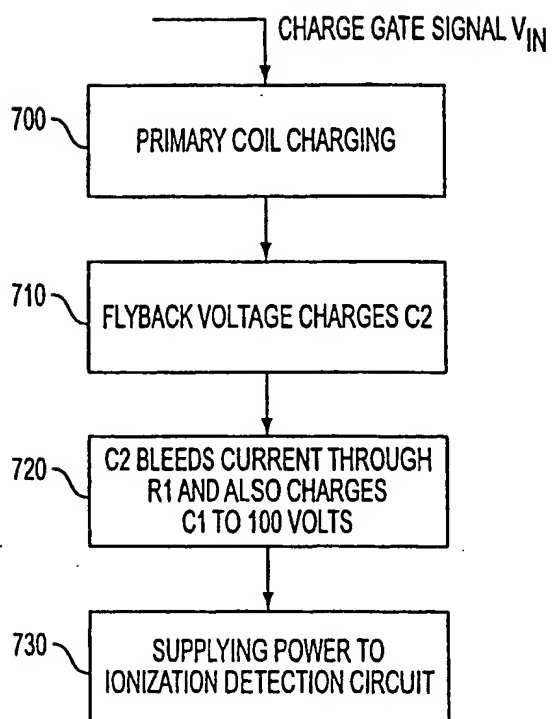 CHARGE GATE SIGNAL VIN
700
PRIMARY COIL CHARGING
710
FLYBACK VOLTAGE CHARGES C2
720
C2 BLEEDS CURRENT THROUGH
R1 AND ALSO CHARGES
C1 TO 100 VOLTS
730
SUPPLYING POWER TO
IONIZATION DETECTION CIRCUIT